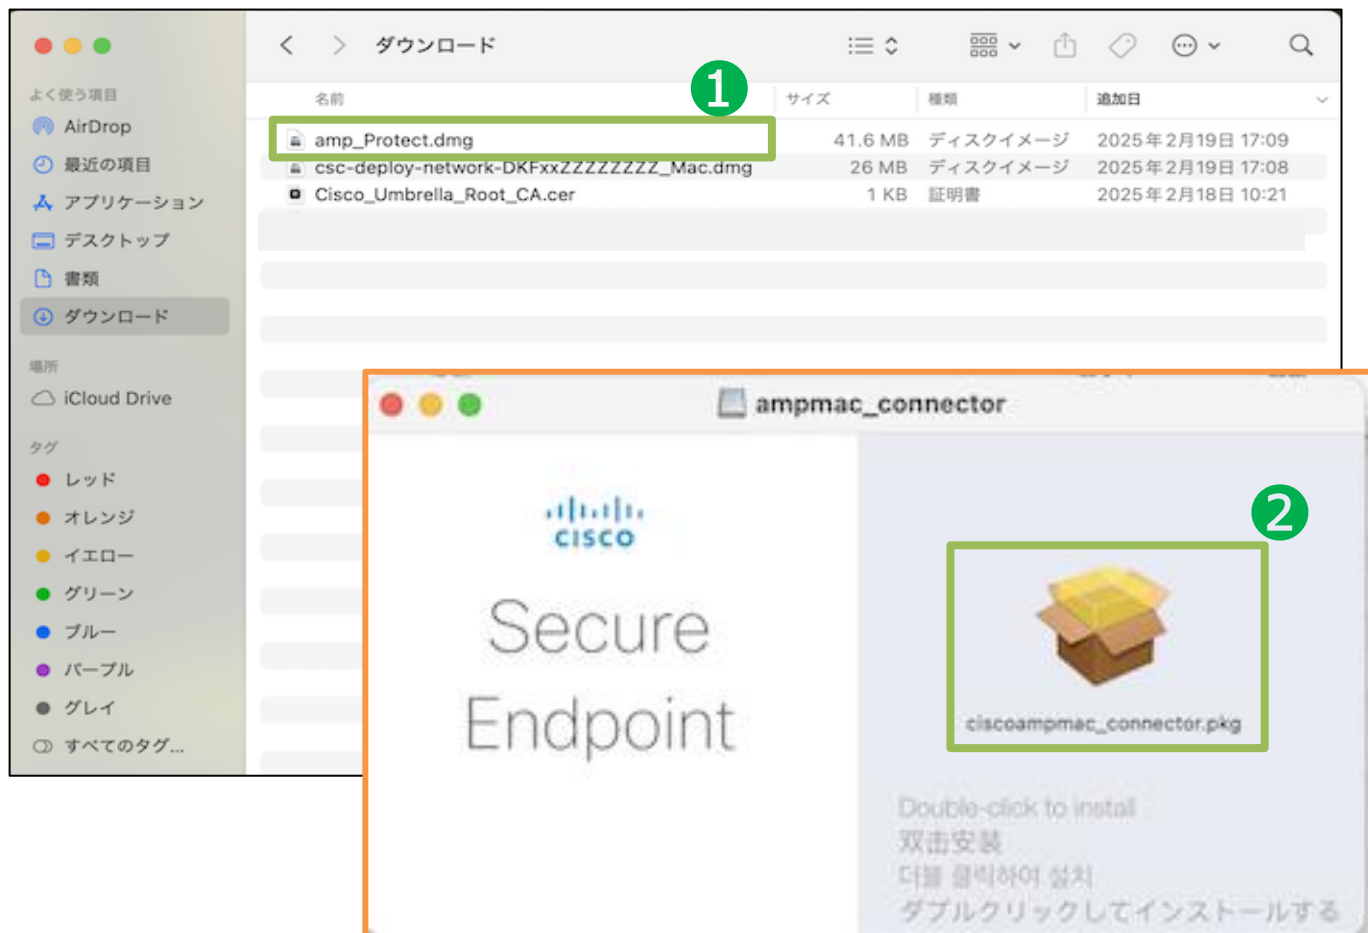 ダウンロード
よく使う項目
AirDrop
最近の項目
アプリケーション
デスクトップ
書類
ダウンロード
場所
iCloud Drive
タグ
レッド
オレンジ
イエロー
グリーン
ブルー
パープル
グレイ
すべてのタグ...
1
名前 サイズ 種類 追加日
amp_Protect.dmg 41.6 MB ディスクイメージ 2025年2月19日 17:09
csc-deploy-network-DKFxxZZZZZZZZ_Mac.dmg 26 MB ディスクイメージ 2025年2月19日 17:08
Cisco_Umbrella_Root_CA.cer 1 KB 証明書 2025年2月18日 10:21
ampmac_connector
CISCO
Secure
Endpoint
2
ciscoampmac_connector.pkg
Double-click to install
双击安装
더블 클릭하여 설치
ダブルクリックしてインストールする